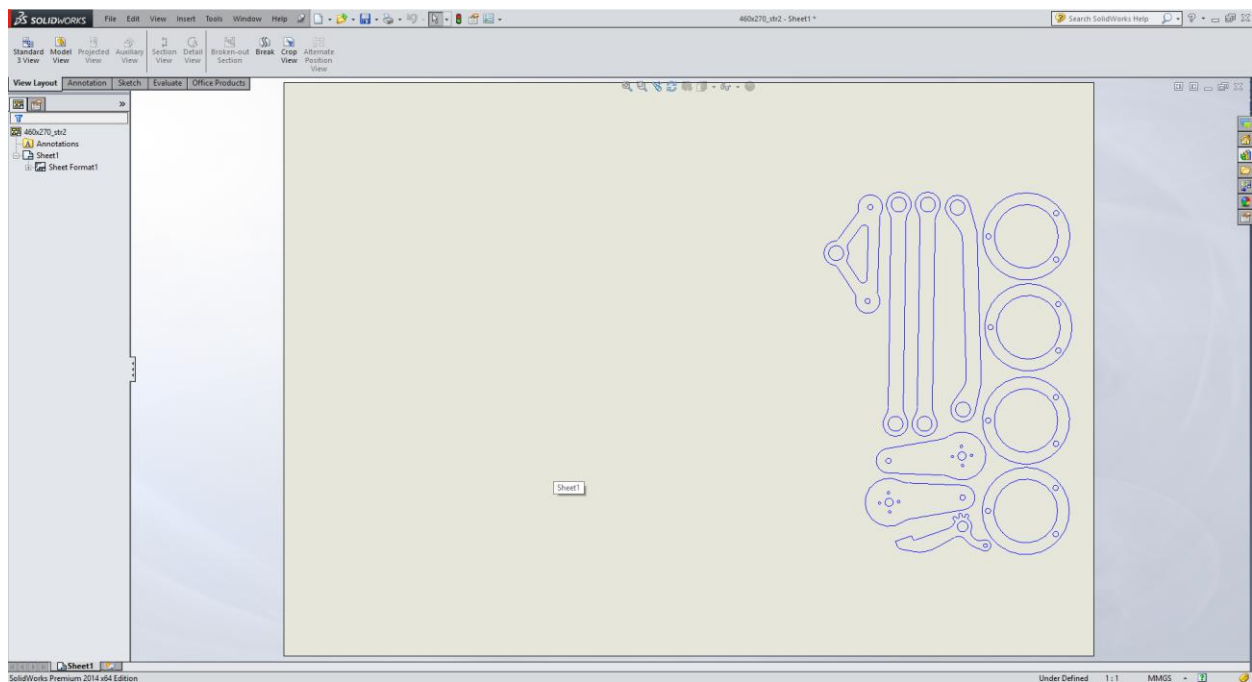 SOLIDWORKS File Edit View Insert Tools Window Help 460x270_str2 - Sheet1 * Search SolidWorks Help
Standard 3 View
Model View
Projected View
Auxiliary View
Section View
Detail View
Broken-out Section
Break
Crop View
Alternate Position View
View Layout Annotation Sketch Evaluate Office Products
460x270_str2
Annotations
Sheet1
Sheet Format1
Sheet1
Sheet1
SolidWorks Premium 2014 x64 Edition Under Defined 1:1 MMGS